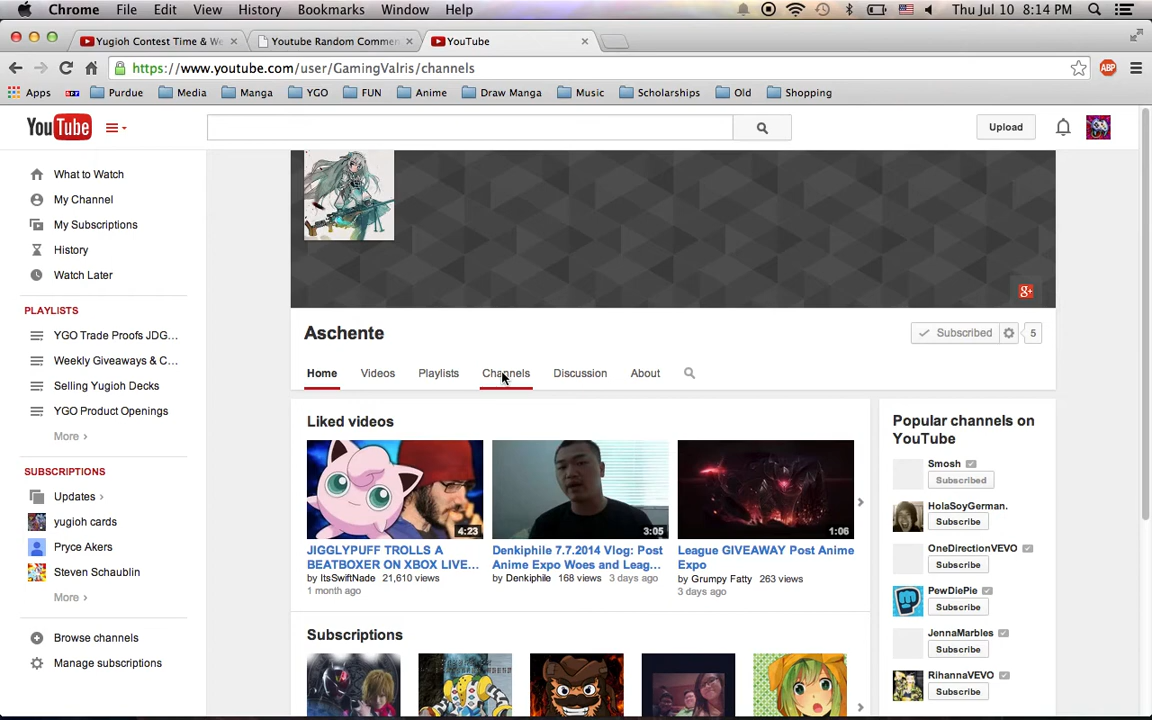 Chrome File Edit View History Bookmarks Window Help Thu Jul 10 8:14 PM
Yugioh Contest Time & We Youtube Random Commen YouTube
https://www.youtube.com/user/GamingValris/channels ABP
Apps Purdue Media Manga YGO FUN Anime Draw Manga Music Scholarships Old Shopping
YouTube Upload
What to Watch
My Channel
My Subscriptions
History
Watch Later
PLAYLISTS
YGO Trade Proofs JDG...
Weekly Giveaways & C...
Selling Yugioh Decks
YGO Product Openings
More ›
SUBSCRIPTIONS
Updates ›
yugioh cards
Pryce Akers
Steven Schaublin
More ›
Browse channels
Manage subscriptions
g+
Aschente
Subscribed 5
Home Videos Playlists Channels Discussion About
Liked videos
4:23 3:05 1:06
JIGGLYPUFF TROLLS A
BEATBOXER ON XBOX LIVE...
by ItsSwiftNade 21,610 views
1 month ago
Denkiphile 7.7.2014 Vlog: Post
Anime Expo Woes and Leag...
by Denkiphile 168 views 3 days ago
League GIVEAWAY Post Anime
Expo
by Grumpy Fatty 263 views
3 days ago
Subscriptions
Popular channels on
YouTube
Smosh
Subscribed
HolaSoyGerman.
Subscribe
OneDirectionVEVO
Subscribe
PewDiePie
Subscribe
JennaMarbles
Subscribe
RihannaVEVO
Subscribe